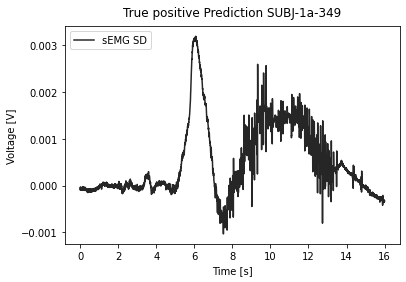 True positive Prediction SUBJ-1a-349
sEMG SD
Voltage [V]
0.003
0.002
0.001
0.000
−0.001
0 2 4 6 8 10 12 14 16
Time [s]